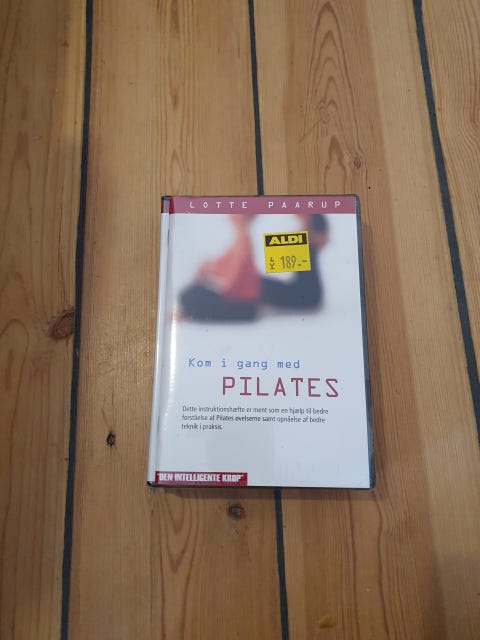 LOTTE PAARUP
ALDI
189.-
Kom i gang med
PILATES
Dette instruktionshæfte er ment som en hjælp til bedre
forståelse af Pilates øvelserne samt opnåelse af bedre
teknik i praksis.
"DEN INTELLIGENTE KROP"